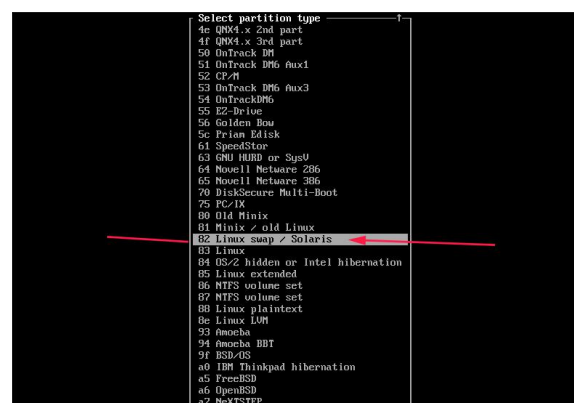 Select partition type
4e QNX4.x 2nd part
4f QNX4.x 3rd part
50 OnTrack DM
51 OnTrack DM6 Aux1
52 CP/M
53 OnTrack DM6 Aux3
54 OnTrackDM6
55 EZ-Drive
56 Golden Bow
5c Priam Edisk
61 SpeedStor
63 GNU HURD or SysV
64 Novell Netware 286
65 Novell Netware 386
70 DiskSecure Multi-Boot
75 PC/IX
80 Old Minix
81 Minix / old Linux
82 Linux swap / Solaris
83 Linux
84 OS/2 hidden or Intel hibernation
85 Linux extended
86 NTFS volume set
87 NTFS volume set
88 Linux plaintext
8e Linux LVM
93 Amoeba
94 Amoeba BBT
9f BSD/OS
a0 IBM Thinkpad hibernation
a5 FreeBSD
a6 OpenBSD
a7 NeXTSTEP